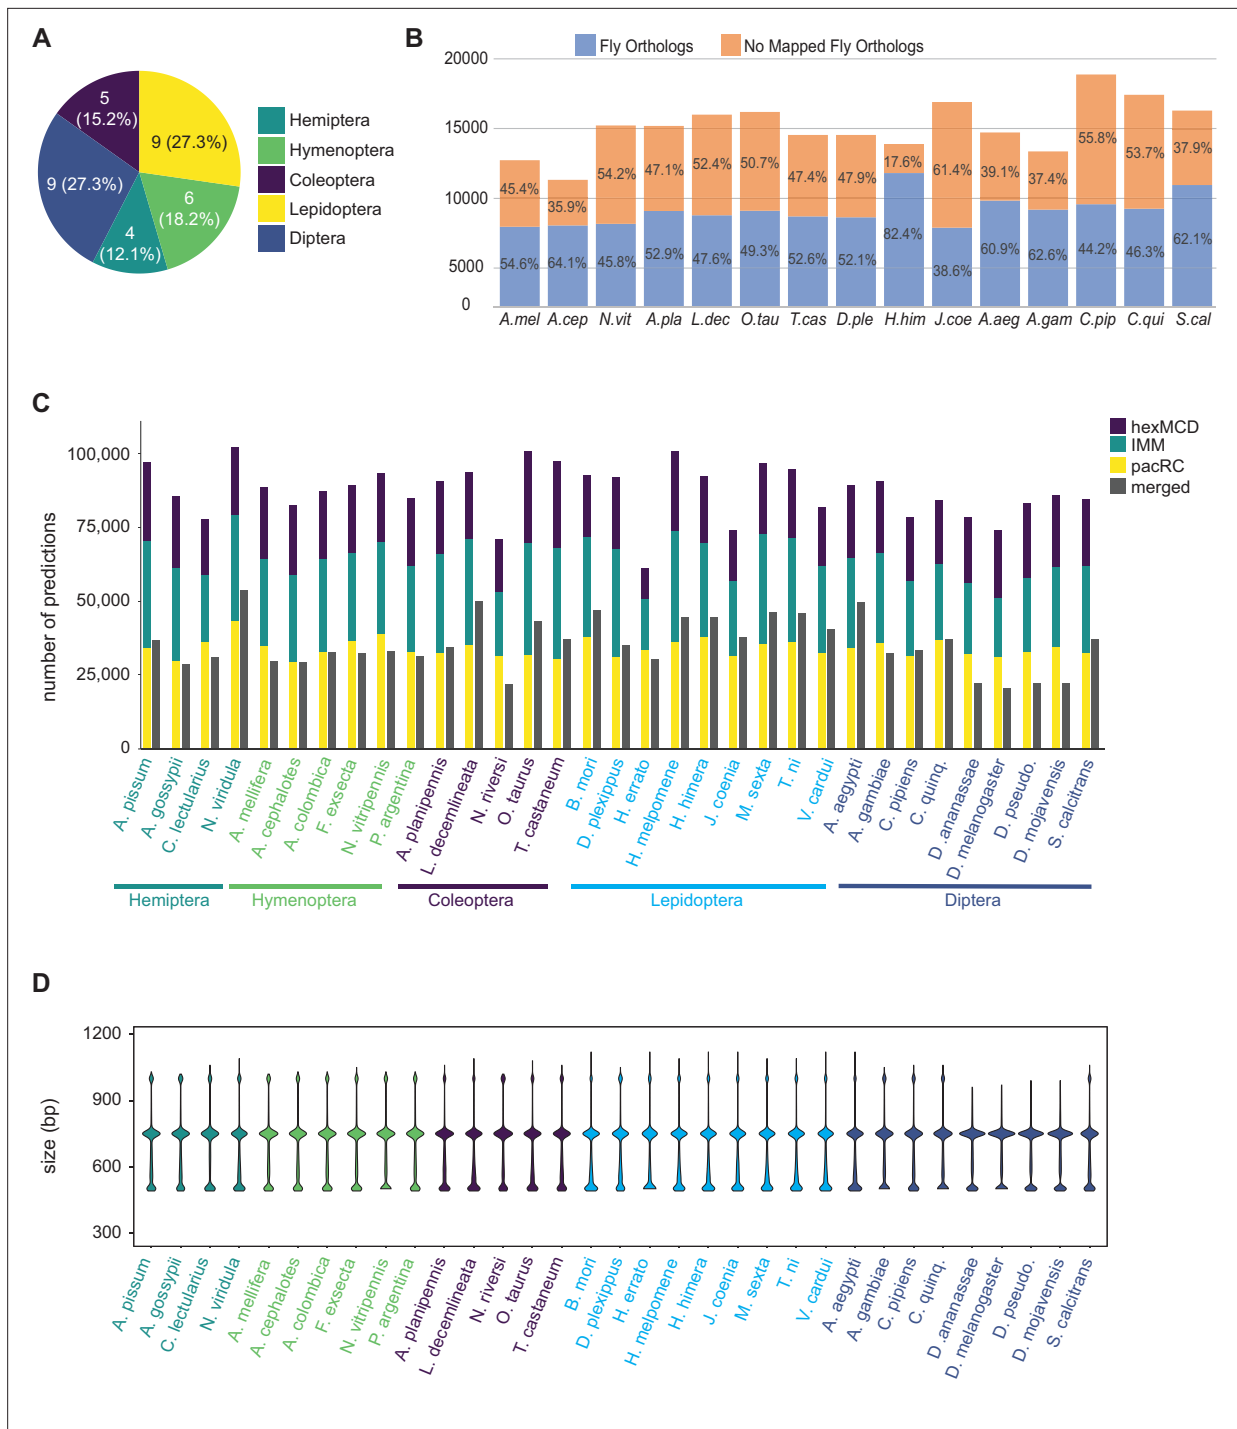 A
5
(15.2%)
9 (27.3%)
9 (27.3%)
6
(18.2%)
4
(12.1%)
Hemiptera
Hymenoptera
Coleoptera
Lepidoptera
Diptera
B
Fly Orthologs
No Mapped Fly Orthologs
20000
15000
10000
5000
0
45.4% 35.9% 54.2% 47.1% 52.4% 50.7% 47.4% 47.9% 17.6% 61.4% 39.1% 37.4% 55.8% 53.7% 37.9%
54.6% 64.1% 45.8% 52.9% 47.6% 49.3% 52.6% 52.1% 82.4% 38.6% 60.9% 62.6% 44.2% 46.3% 62.1%
A.mel A.cep N.vit A.pla L.dec O.tau T.cas D.ple H.him J.coe A.aeg A.gam C.pip C.qui S.cal
C
hexMCD
IMM
pacRC
merged
number of predictions
100,000
75,000
50,000
25,000
0
A. pissum
A. gossypii
C. lectularius
N. viridula
A. mellifera
A. cephalotes
A. colombica
F. exsecta
N. vitripennis
P. argentina
A. planipennis
L. decemlineata
N. riversi
O. taurus
T. castaneum
B. mori
D. plexippus
H. errato
H. melpomene
H. himera
J. coenia
M. sexta
T. ni
V. cardui
A. aegypti
A. gambiae
C. pipiens
C. quinq.
D .ananassae
D. melanogaster
D. pseudo.
D. mojavensis
S. calcitrans
Hemiptera
Hymenoptera
Coleoptera
Lepidoptera
Diptera
D
size (bp)
1200
900
600
300
A. pissum
A. gossypii
C. lectularius
N. viridula
A. mellifera
A. cephalotes
A. colombica
F. exsecta
N. vitripennis
P. argentina
A. planipennis
L. decemlineata
N. riversi
O. taurus
T. castaneum
B. mori
D. plexippus
H. errato
H. melpomene
H. himera
J. coenia
M. sexta
T. ni
V. cardui
A. aegypti
A. gambiae
C. pipiens
C. quinq.
D .ananassae
D. melanogaster
D. pseudo.
D. mojavensis
S. calcitrans